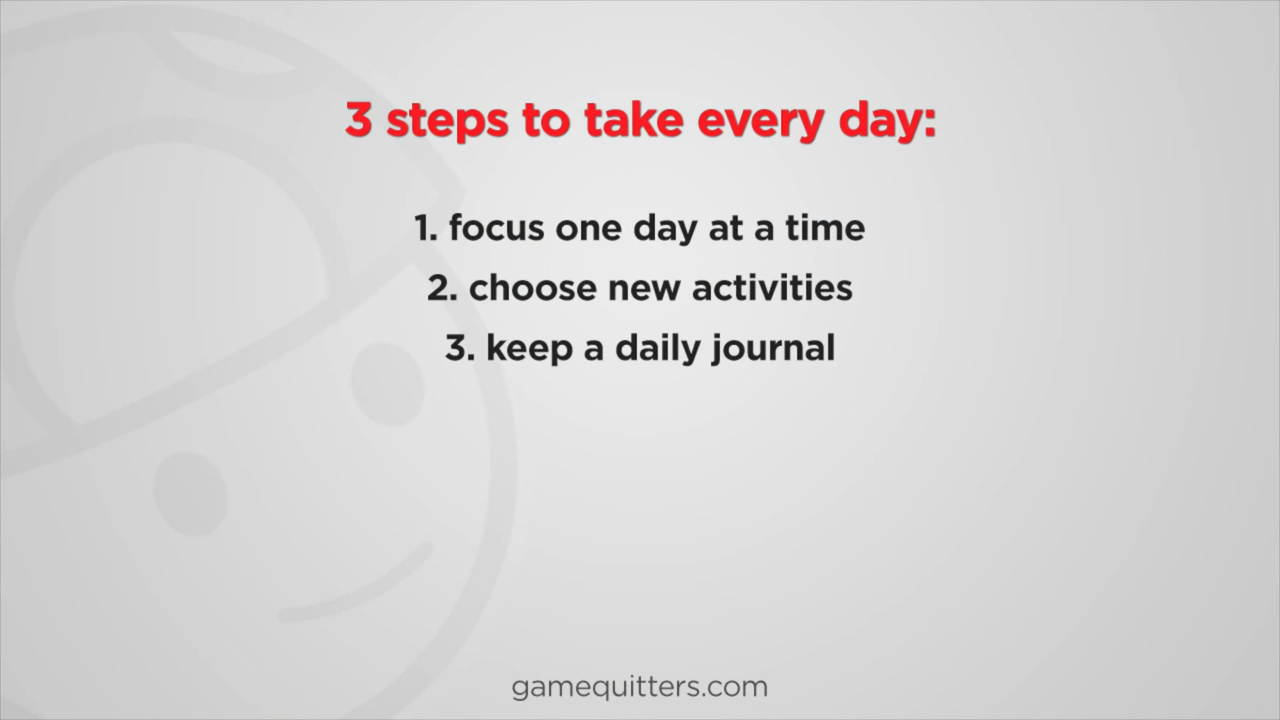 3 steps to take every day:
1. focus one day at a time
2. choose new activities
3. keep a daily journal
gamequitters.com